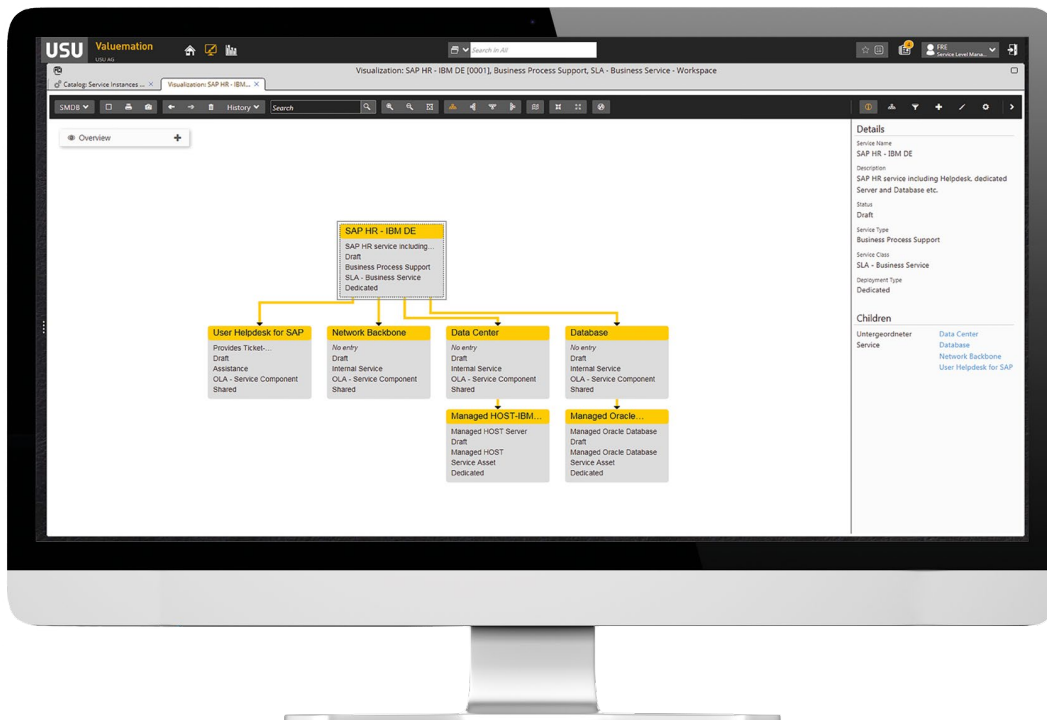 USU
Valuemation
USU AG
Search in All
FRE
Service Level Mana...
Visualization: SAP HR - IBM DE [0001], Business Process Support, SLA - Business Service - Workspace
Catalog: Service Instances ...
Visualization: SAP HR - IBM...
SMDB
History
Search
Overview
SAP HR - IBM DE
SAP HR service including...
Draft
Business Process Support
SLA - Business Service
Dedicated
User Helpdesk for SAP
Provides Ticket-...
Draft
Assistance
OLA - Service Component
Shared
Network Backbone
No entry
Draft
Internal Service
OLA - Service Component
Shared
Data Center
No entry
Draft
Internal Service
OLA - Service Component
Shared
Database
No entry
Draft
Internal Service
OLA - Service Component
Shared
Managed HOST-IBM...
Managed HOST Server
Draft
Managed HOST
Service Asset
Dedicated
Managed Oracle...
Managed Oracle Database
Draft
Managed Oracle Database
Service Asset
Dedicated
Details
Service Name
SAP HR - IBM DE
Description
SAP HR service including Helpdesk, dedicated
Server and Database etc.
Status
Draft
Service Type
Business Process Support
Service Class
SLA - Business Service
Deployment Type
Dedicated
Children
Untergeordneter
Service
Data Center
Database
Network Backbone
User Helpdesk for SAP